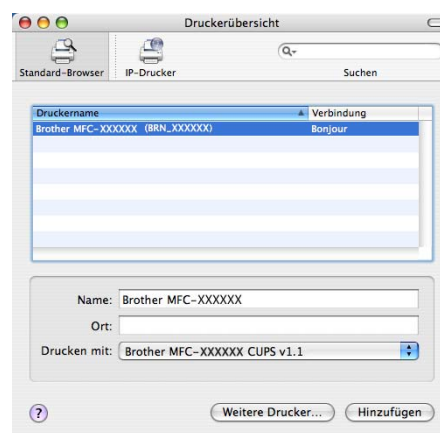 Druckerübersicht
Standard-Browser IP-Drucker Suchen
Druckername Verbindung
Brother MFC-XXXXXX (BRN_XXXXXX) Bonjour
Name: Brother MFC-XXXXXX
Ort:
Drucken mit: Brother MFC-XXXXXX CUPS v1.1
? Weitere Drucker... Hinzufügen